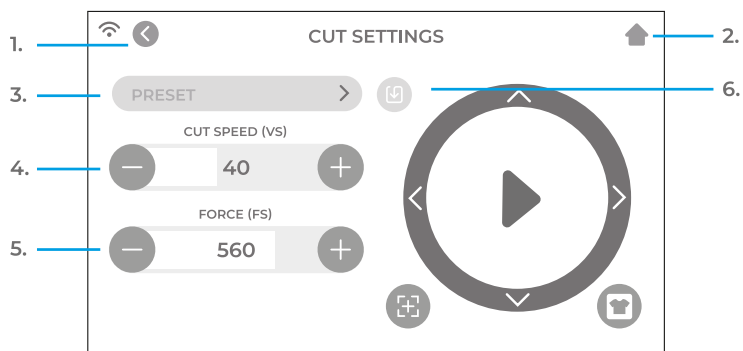 1.
CUT SETTINGS
2.
3.
PRESET
6.
CUT SPEED (VS)
4.
40
FORCE (FS)
5.
560